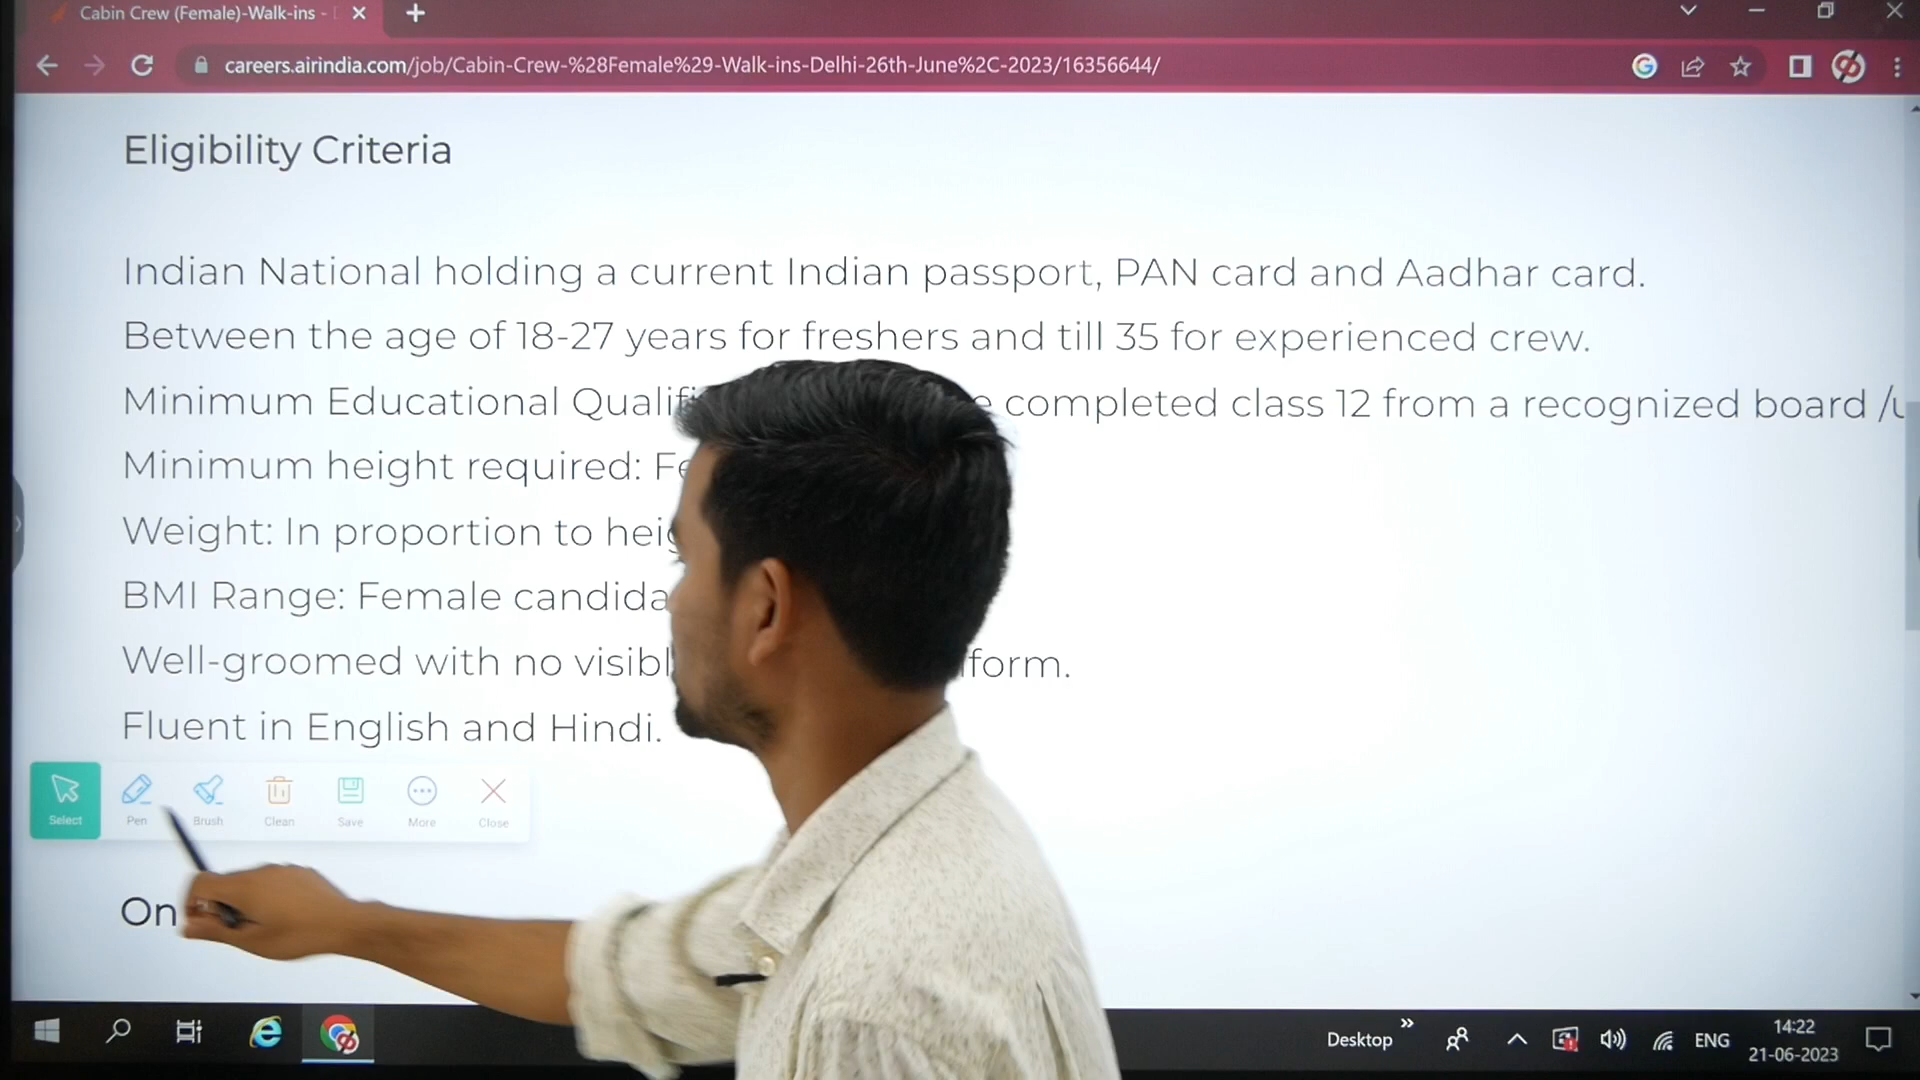 Cabin Crew (Female)-Walk-ins -
careers.airindia.com/job/Cabin-Crew-%28Female%29-Walk-ins-Delhi-26th-June%2C-2023/16356644/
Eligibility Criteria
Indian National holding a current Indian passport, PAN card and Aadhar card.
Between the age of 18-27 years for freshers and till 35 for experienced crew.
Minimum Educational completed class 12 from a recognized board /
Minimum height required:
Weight: In proportion to
BMI Range: Female
Well-groomed with no
Fluent in English and Hindi.
Select Pen Brush Clean Save More Close
On
Desktop ENG 14:22
21-06-2023